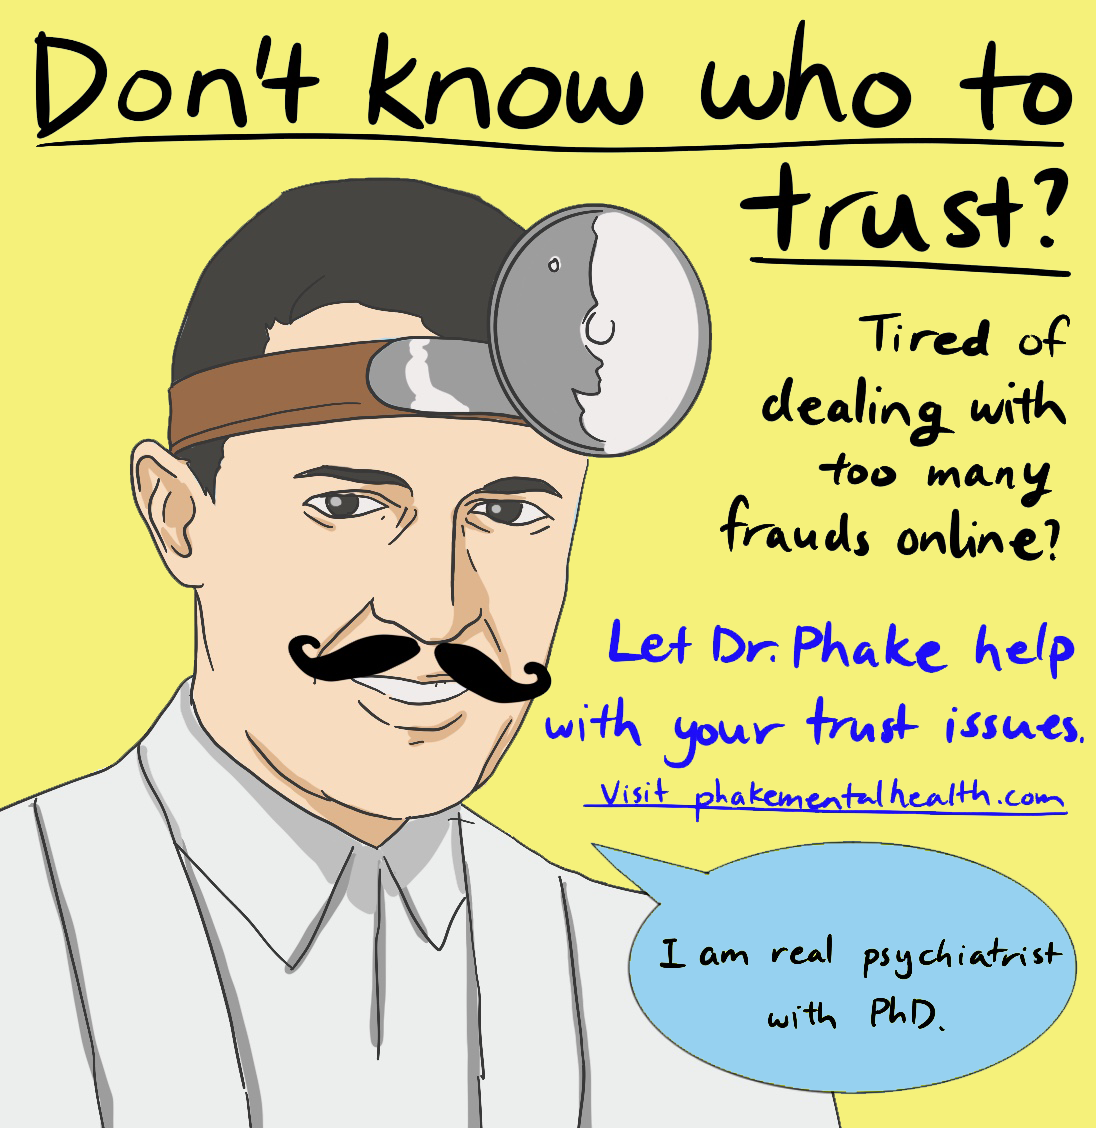 Don't know who to
trust?
Tired of
dealing with
too many
frauds online?
Let Dr. Phake help
with your trust issues.
Visit phakementalhealth.com
I am real psychiatrist
with PhD.